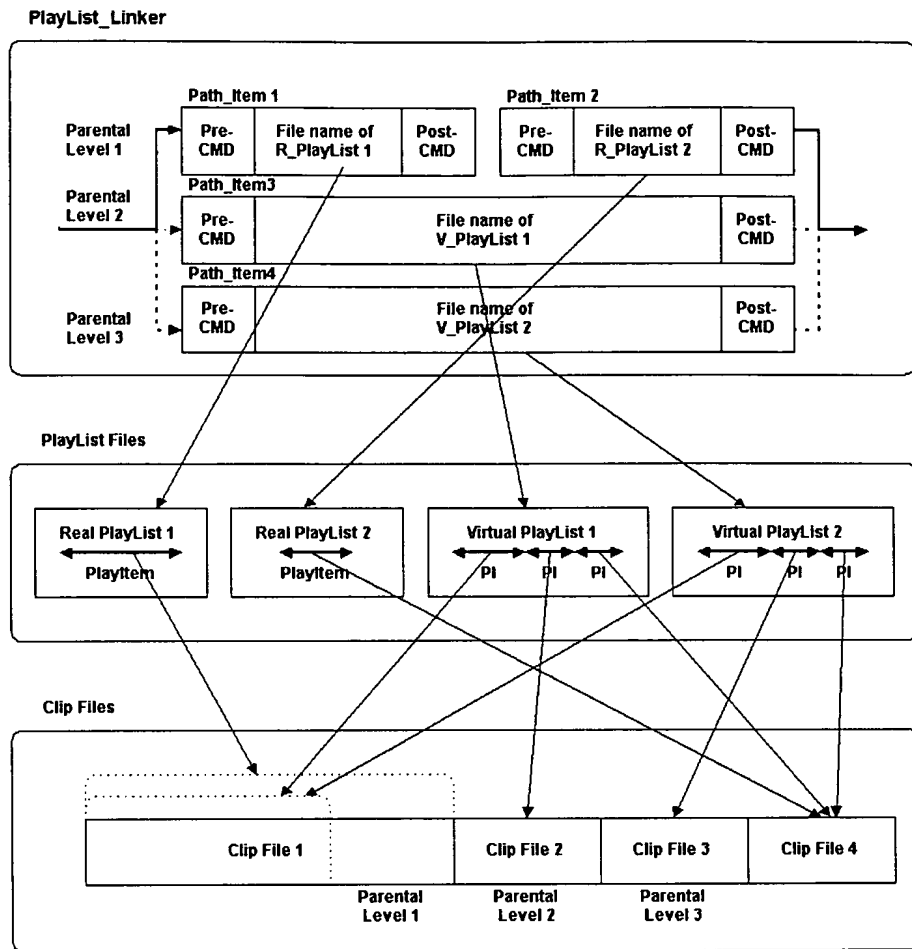 PlayList_Linker
Path_Item 1
Path_Item 2
Parental
Level 1
Pre-
CMD
File name of
R_PlayList 1
Post-
CMD
Pre-
CMD
File name of
R_PlayList 2
Post-
CMD
Parental
Level 2
Path_Item3
Pre-
CMD
File name of
V_PlayList 1
Post-
CMD
Path_Item4
Parental
Level 3
Pre-
CMD
File name of
V_PlayList 2
Post-
CMD
PlayList Files
Real PlayList 1
PlayItem
Real PlayList 2
PlayItem
Virtual PlayList 1
PI PI PI
Virtual PlayList 2
PI PI PI
Clip Files
Clip File 1
Clip File 2
Clip File 3
Clip File 4
Parental
Level 1
Parental
Level 2
Parental
Level 3